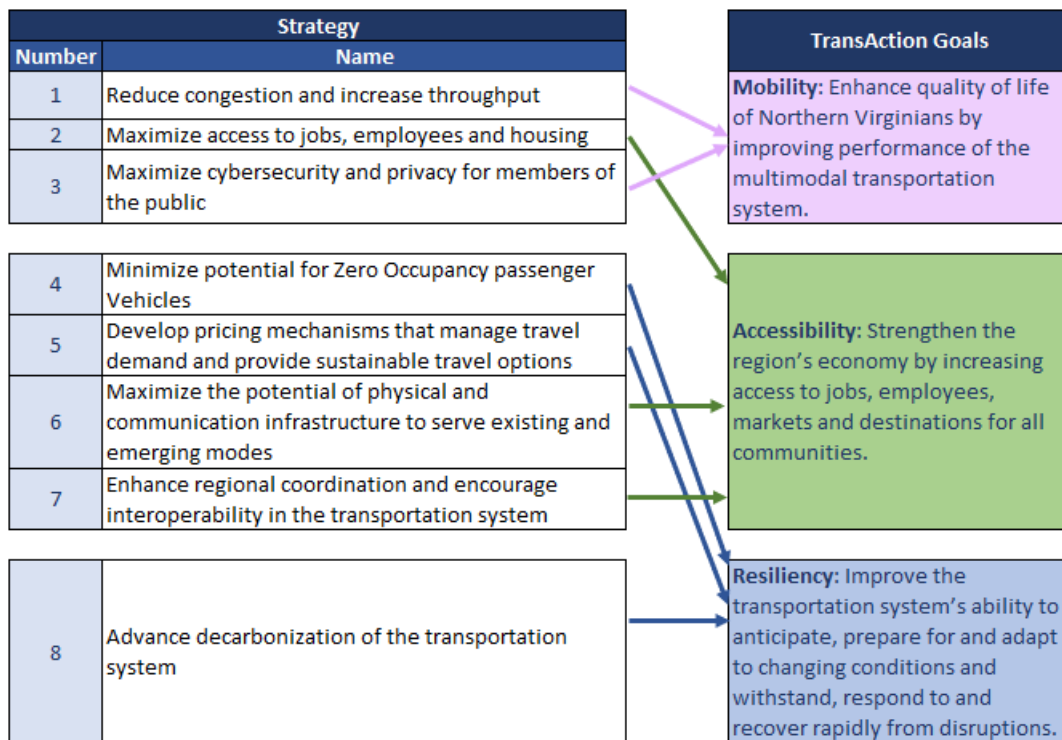 Strategy
Number
Name
1
Reduce congestion and increase throughput
2
Maximize access to jobs, employees and housing
3
Maximize cybersecurity and privacy for members of
the public
4
Minimize potential for Zero Occupancy passenger
Vehicles
5
Develop pricing mechanisms that manage travel
demand and provide sustainable travel options
6
Maximize the potential of physical and
communication infrastructure to serve existing and
emerging modes
7
Enhance regional coordination and encourage
interoperability in the transportation system
8
Advance decarbonization of the transportation
system
TransAction Goals
Mobility: Enhance quality of life
of Northern Virginians by
improving performance of the
multimodal transportation
system.
Accessibility: Strengthen the
region's economy by increasing
access to jobs, employees,
markets and destinations for all
communities.
Resiliency: Improve the
transportation system's ability to
anticipate, prepare for and adapt
to changing conditions and
withstand, respond to and
recover rapidly from disruptions.